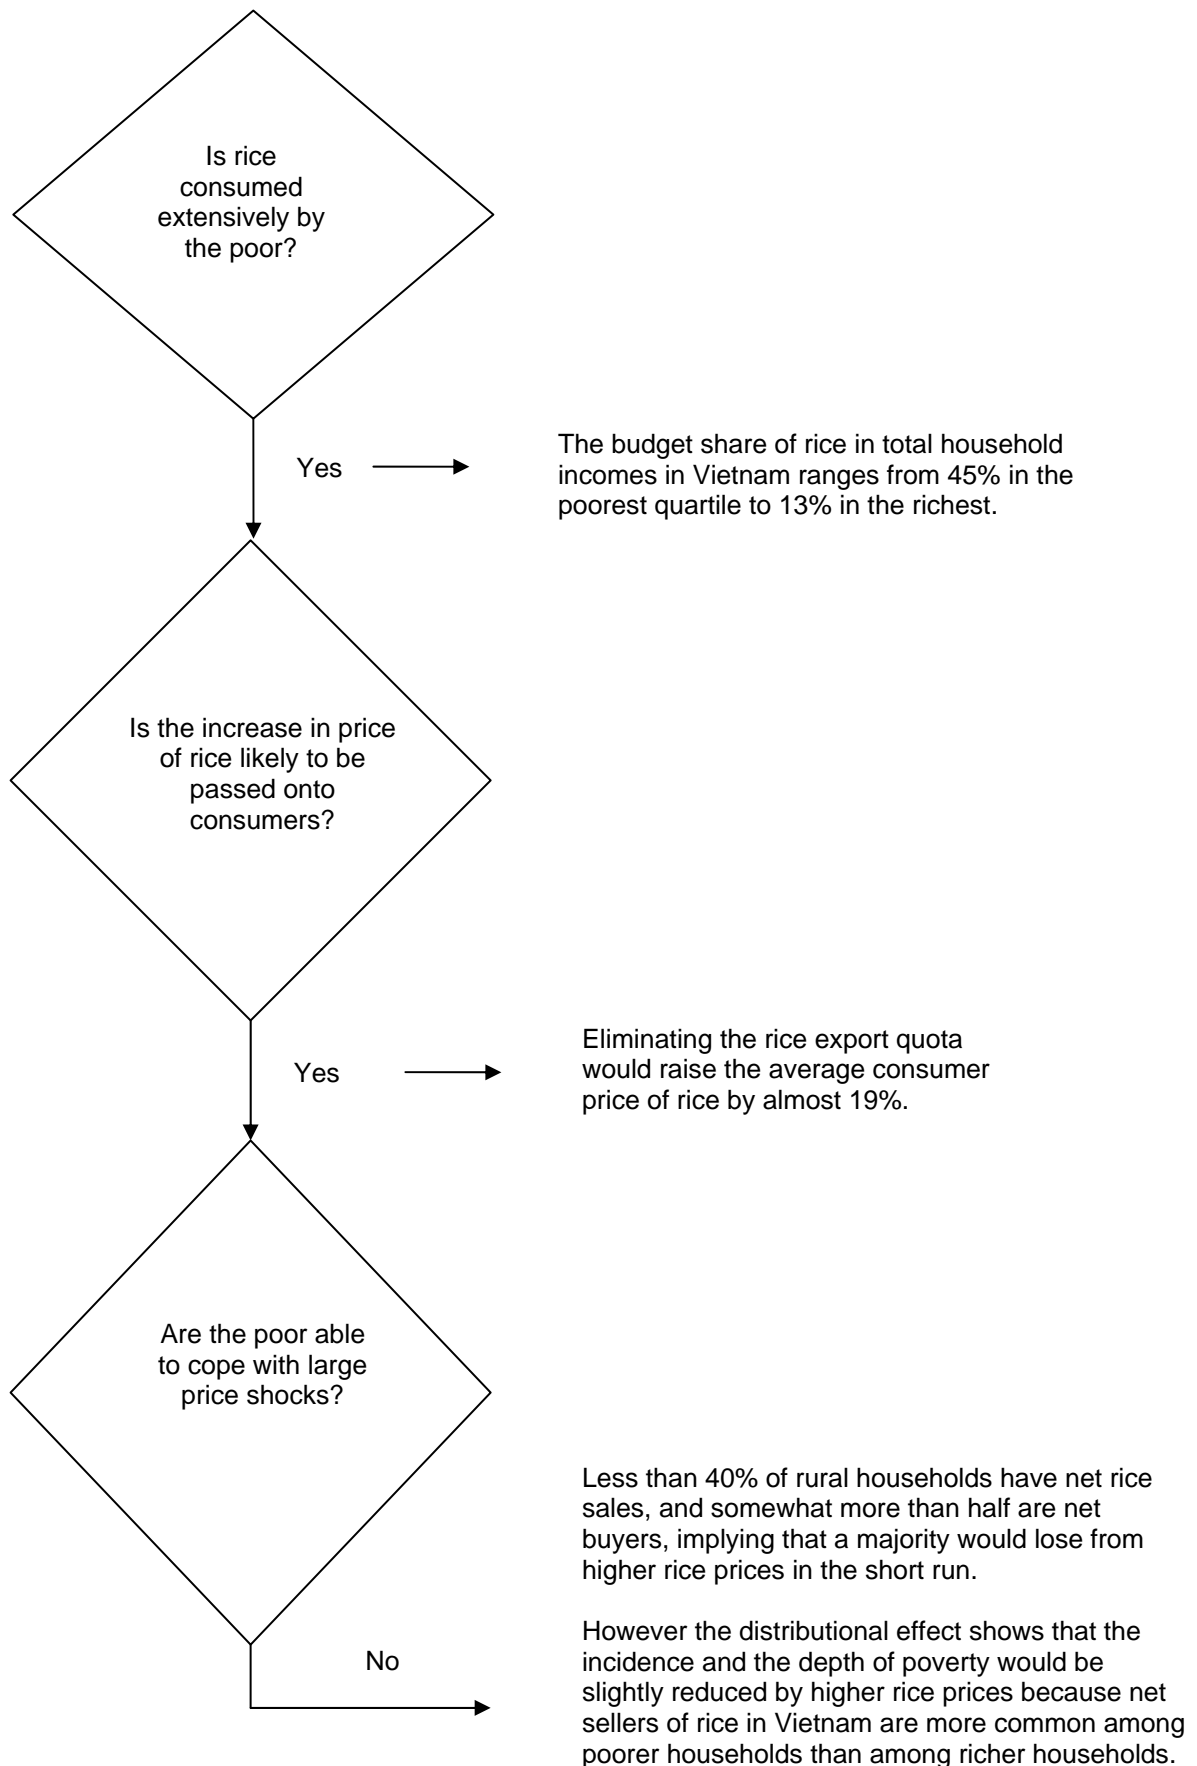 Is rice
consumed
extensively by
the poor?
Yes
The budget share of rice in total household
incomes in Vietnam ranges from 45% in the
poorest quartile to 13% in the richest.
Is the increase in price
of rice likely to be
passed onto
consumers?
Yes
Eliminating the rice export quota
would raise the average consumer
price of rice by almost 19%.
Are the poor able
to cope with large
price shocks?
No
Less than 40% of rural households have net rice
sales, and somewhat more than half are net
buyers, implying that a majority would lose from
higher rice prices in the short run.
However the distributional effect shows that the
incidence and the depth of poverty would be
slightly reduced by higher rice prices because net
sellers of rice in Vietnam are more common among
poorer households than among richer households.